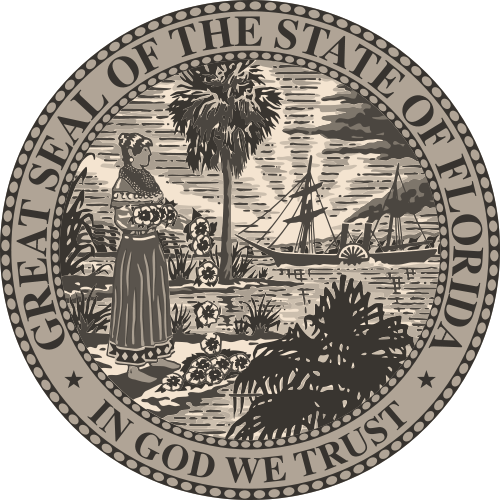 GREAT SEAL OF THE STATE OF FLORIDA
IN GOD WE TRUST